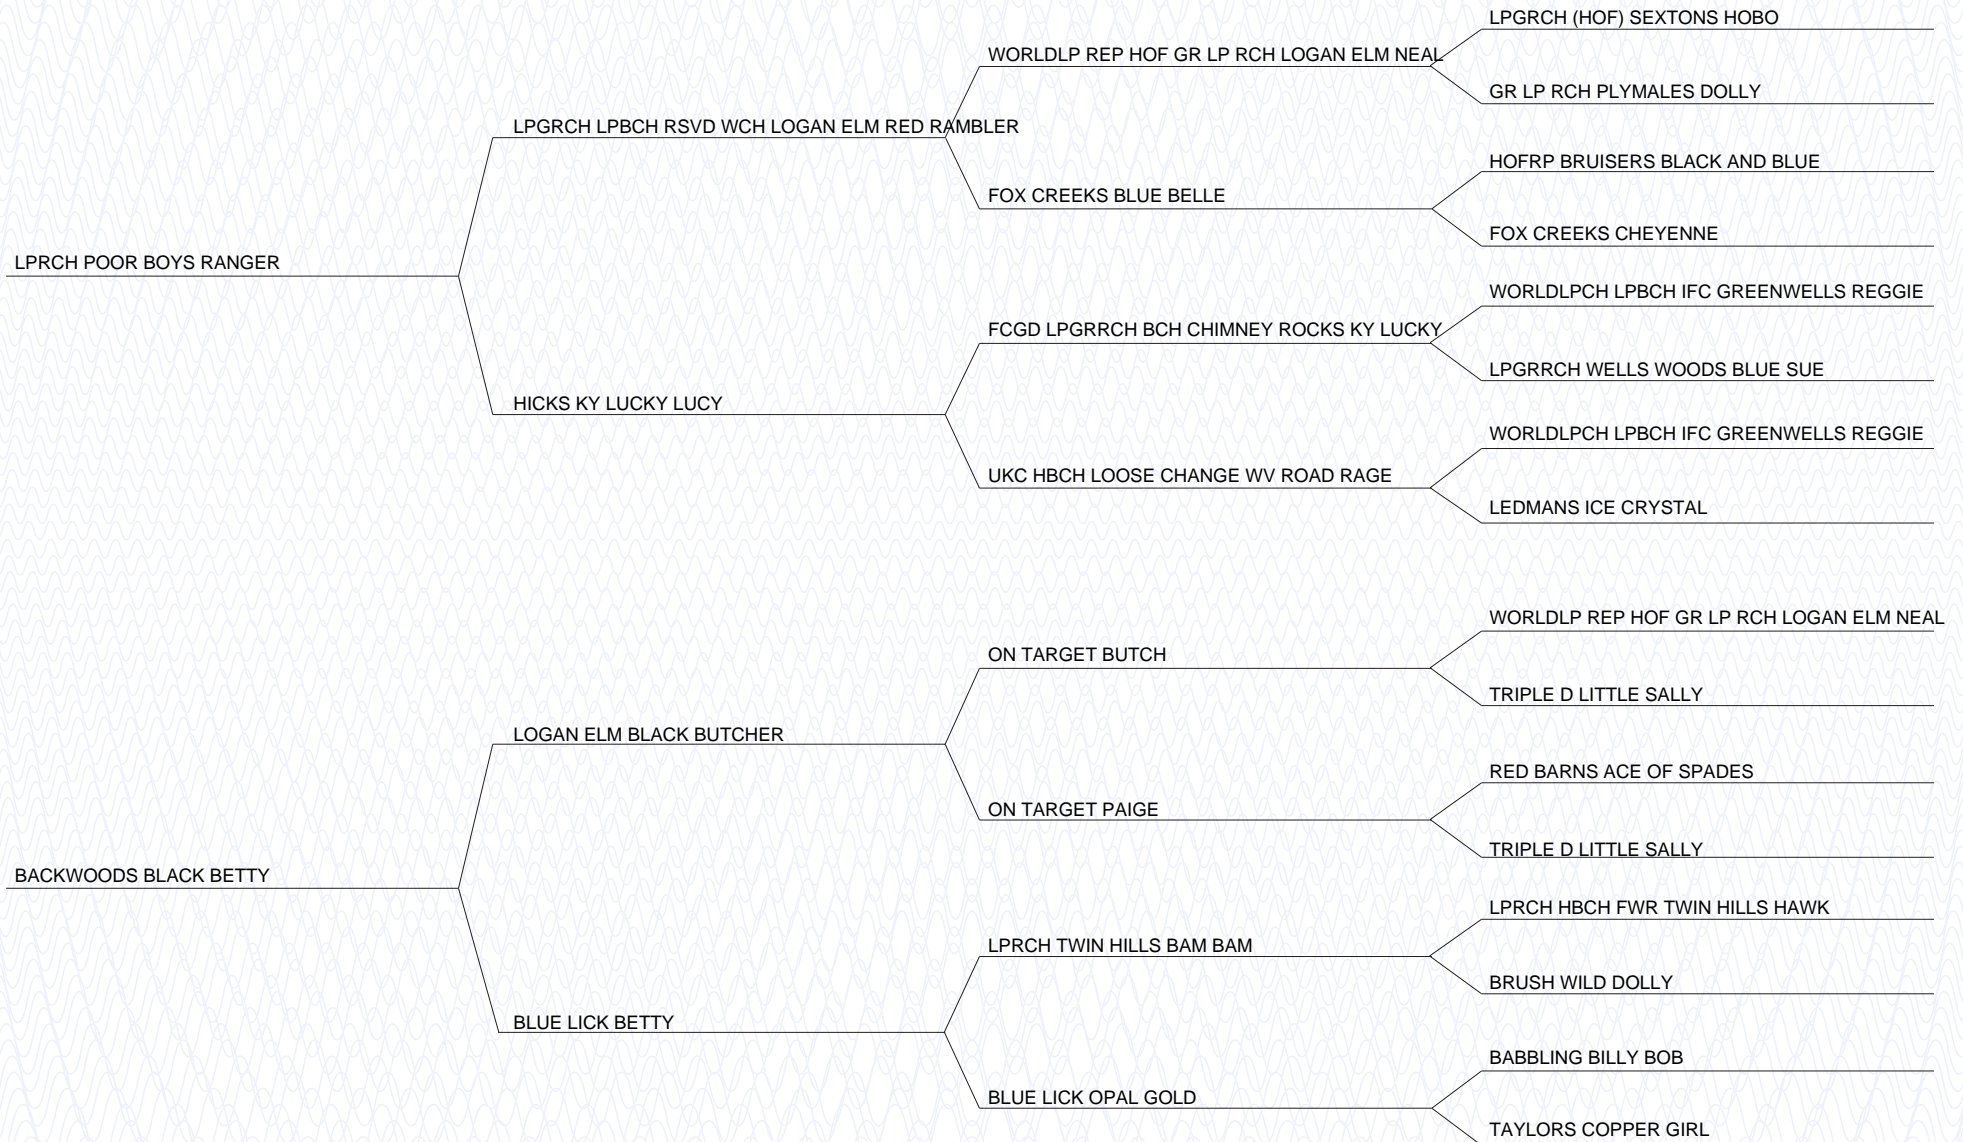 LPGRCH (HOF) SEXTONS HOBO
WORLDLP REP HOF GR LP RCH LOGAN ELM NEAL
GR LP RCH PLYMALES DOLLY
LPGRCH LPBCH RSVD WCH LOGAN ELM RED RAMBLER
HOFRP BRUISERS BLACK AND BLUE
FOX CREEKS BLUE BELLE
FOX CREEKS CHEYENNE
LPRCH POOR BOYS RANGER
WORLDLPCH LPBCH IFC GREENWELLS REGGIE
FCGD LPGRRCH BCH CHIMNEY ROCKS KY LUCKY
LPGRRCH WELLS WOODS BLUE SUE
HICKS KY LUCKY LUCY
WORLDLPCH LPBCH IFC GREENWELLS REGGIE
UKC HBCH LOOSE CHANGE WV ROAD RAGE
LEDMANS ICE CRYSTAL
WORLDLP REP HOF GR LP RCH LOGAN ELM NEAL
ON TARGET BUTCH
TRIPLE D LITTLE SALLY
LOGAN ELM BLACK BUTCHER
RED BARNS ACE OF SPADES
ON TARGET PAIGE
TRIPLE D LITTLE SALLY
BACKWOODS BLACK BETTY
LPRCH HBCH FWR TWIN HILLS HAWK
LPRCH TWIN HILLS BAM BAM
BRUSH WILD DOLLY
BLUE LICK BETTY
BABBLING BILLY BOB
BLUE LICK OPAL GOLD
TAYLORS COPPER GIRL